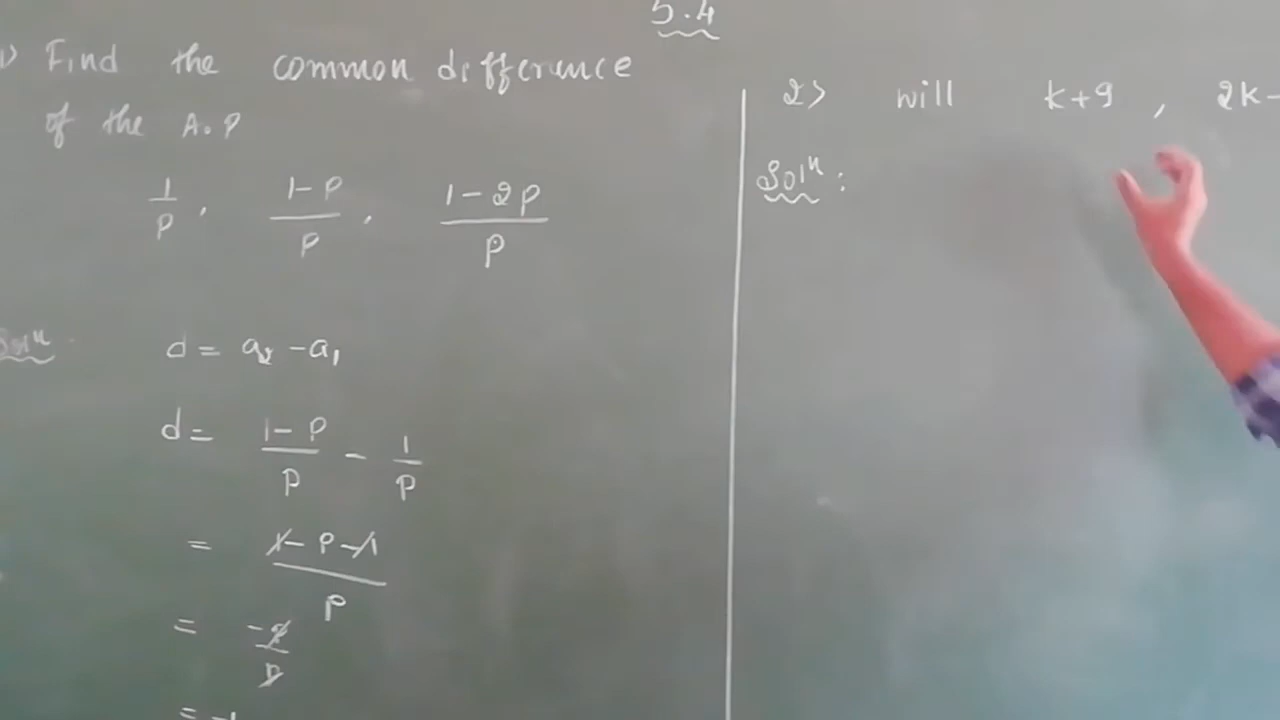 5.4
1) Find the common difference
of the A.P
1/P , 1-P/P , 1-2P/P
Solⁿ
d = a₂ - a₁
d = 1-P/P - 1/P
= 1-P-1/P
= -P/P
= -1
2) will k+9 , 2k-
Solⁿ :